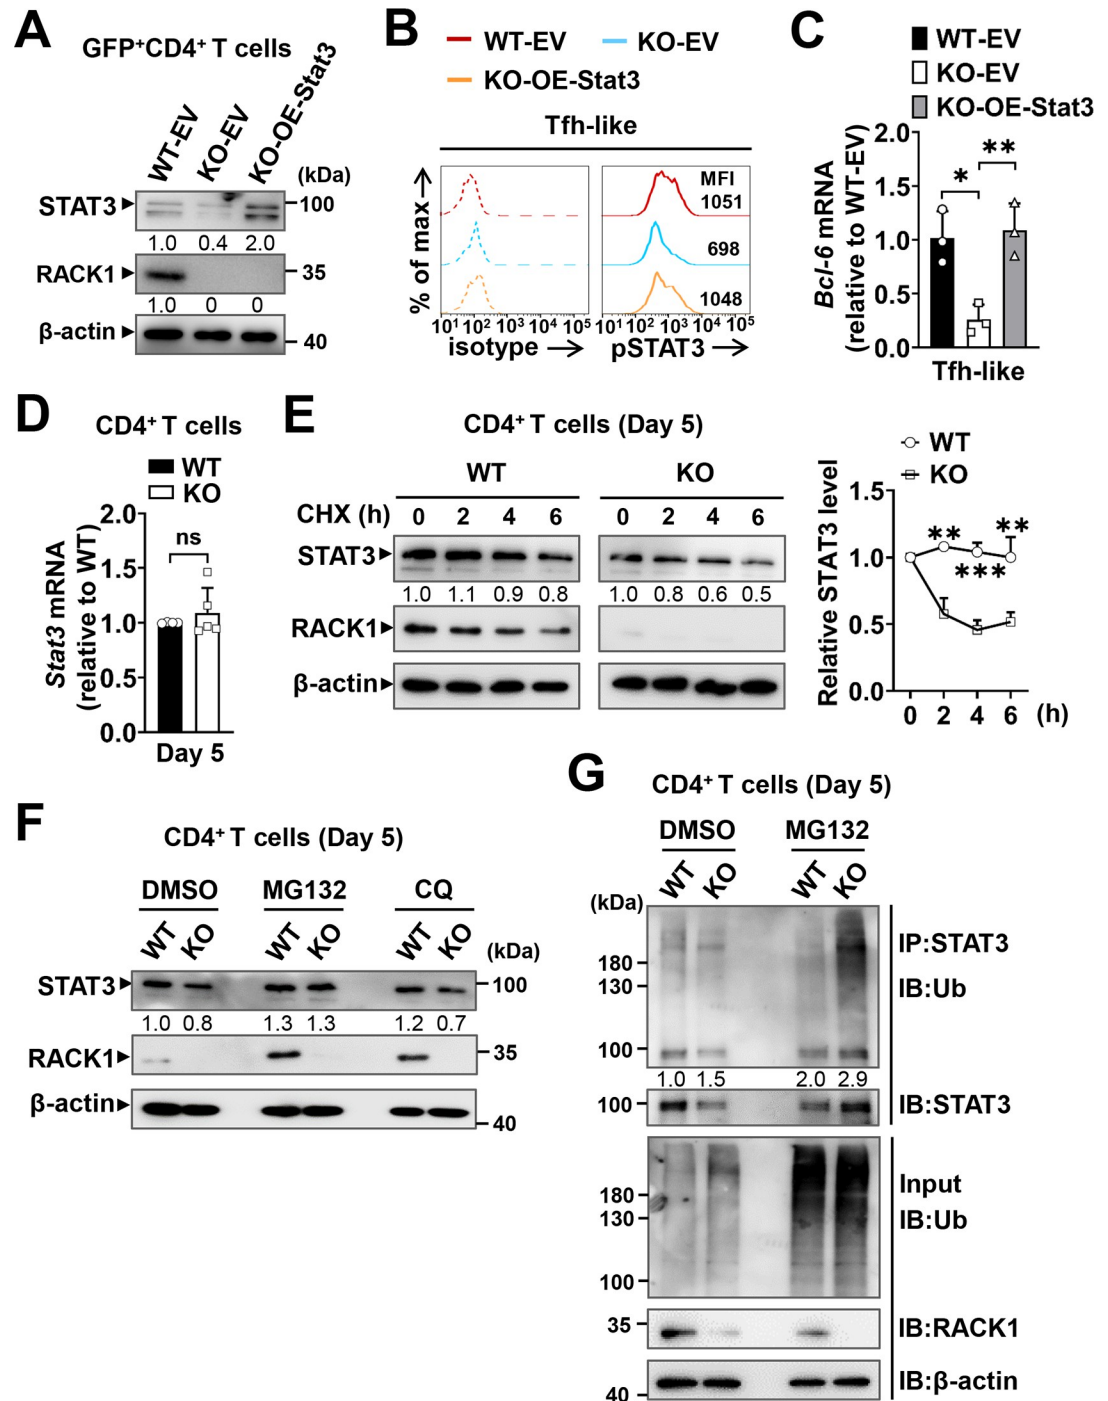 A
GFP+CD4+ T cells
WT-EV
KO-EV
KO-OE-Stat3
(kDa)
STAT3
100
1.0 0.4 2.0
RACK1
35
1.0 0 0
β-actin
40
B
WT-EV
KO-EV
KO-OE-Stat3
Tfh-like
% of max
MFI
1051
698
1048
10¹ 10² 10³ 10⁴ 10⁵
10¹ 10² 10³ 10⁴ 10⁵
isotype
pSTAT3
C
WT-EV
KO-EV
KO-OE-Stat3
Bcl-6 mRNA
(relative to WT-EV)
2.0
1.5
1.0
0.5
0.0
*
**
Tfh-like
D
CD4+ T cells
WT
KO
Stat3 mRNA
(relative to WT)
2.0
1.5
1.0
0.5
0.0
ns
Day 5
E
CD4+ T cells (Day 5)
WT
KO
CHX (h)
0 2 4 6
0 2 4 6
STAT3
1.0 1.1 0.9 0.8
1.0 0.8 0.6 0.5
RACK1
β-actin
WT
KO
Relative STAT3 level
1.5
1.0
0.5
0.0
**
***
**
0 2 4 6 (h)
F
CD4+ T cells (Day 5)
DMSO
MG132
CQ
WT KO
WT KO
WT KO
(kDa)
STAT3
100
1.0 0.8
1.3 1.3
1.2 0.7
RACK1
35
β-actin
40
G
CD4+ T cells (Day 5)
DMSO
MG132
WT KO
WT KO
(kDa)
180
130
100
IP:STAT3
IB:Ub
1.0 1.5
2.0 2.9
100
IB:STAT3
180
130
100
Input
IB:Ub
35
IB:RACK1
40
IB:β-actin